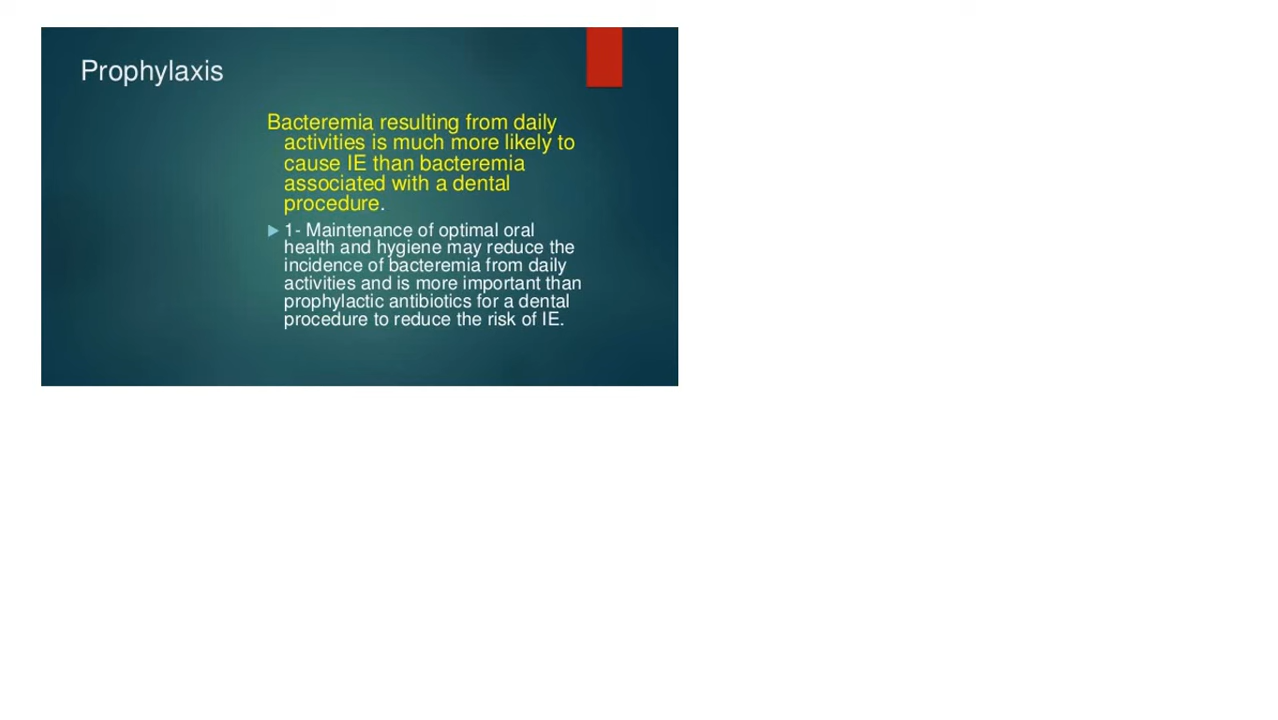 Prophylaxis
Bacteremia resulting from daily
activities is much more likely to
cause IE than bacteremia
associated with a dental
procedure.
1- Maintenance of optimal oral
health and hygiene may reduce the
incidence of bacteremia from daily
activities and is more important than
prophylactic antibiotics for a dental
procedure to reduce the risk of IE.